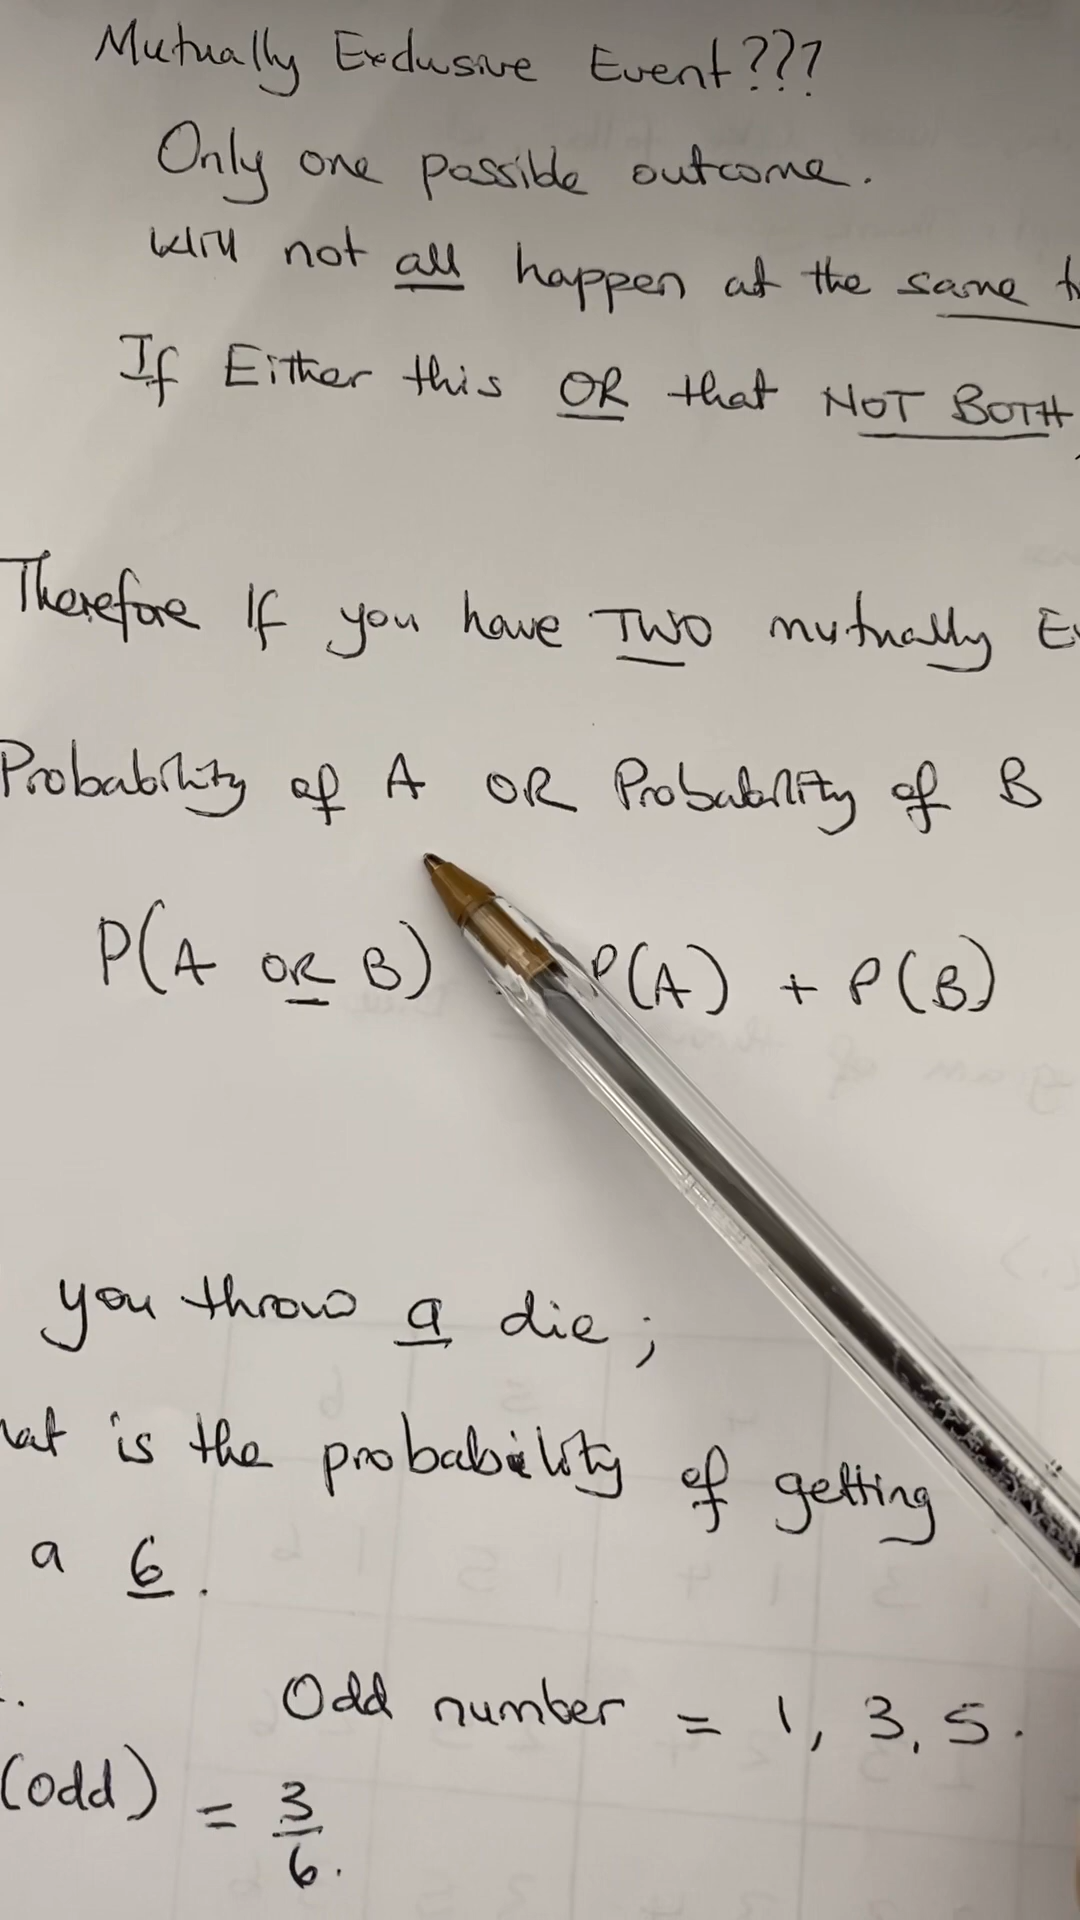 Mutually Exclusive Event???
Only one possible outcome.
Will not all happen at the same
If Either this OR that NOT BOTH
Therefore If you have TWO mutually
Probability of A OR Probability of B
P(A OR B) P(A) + P(B)
you throw a die;
is the probability of getting
a 6.
Odd number = 1, 3, 5.
(odd) = 3/6.